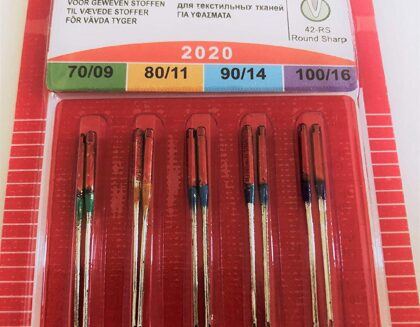 VOOR GEWEVEN STOFFEN
TIL VÆVEDE STOFFER
FÖR VÄVDA TYGER
ДЛЯ ТЕКСТИЛЬНЫХ ТКАНЕЙ
ΓΙΑ ΥΦΑΣΜΑΤΑ
42-RS
Round Sharp
2020
70/09 80/11 90/14 100/16